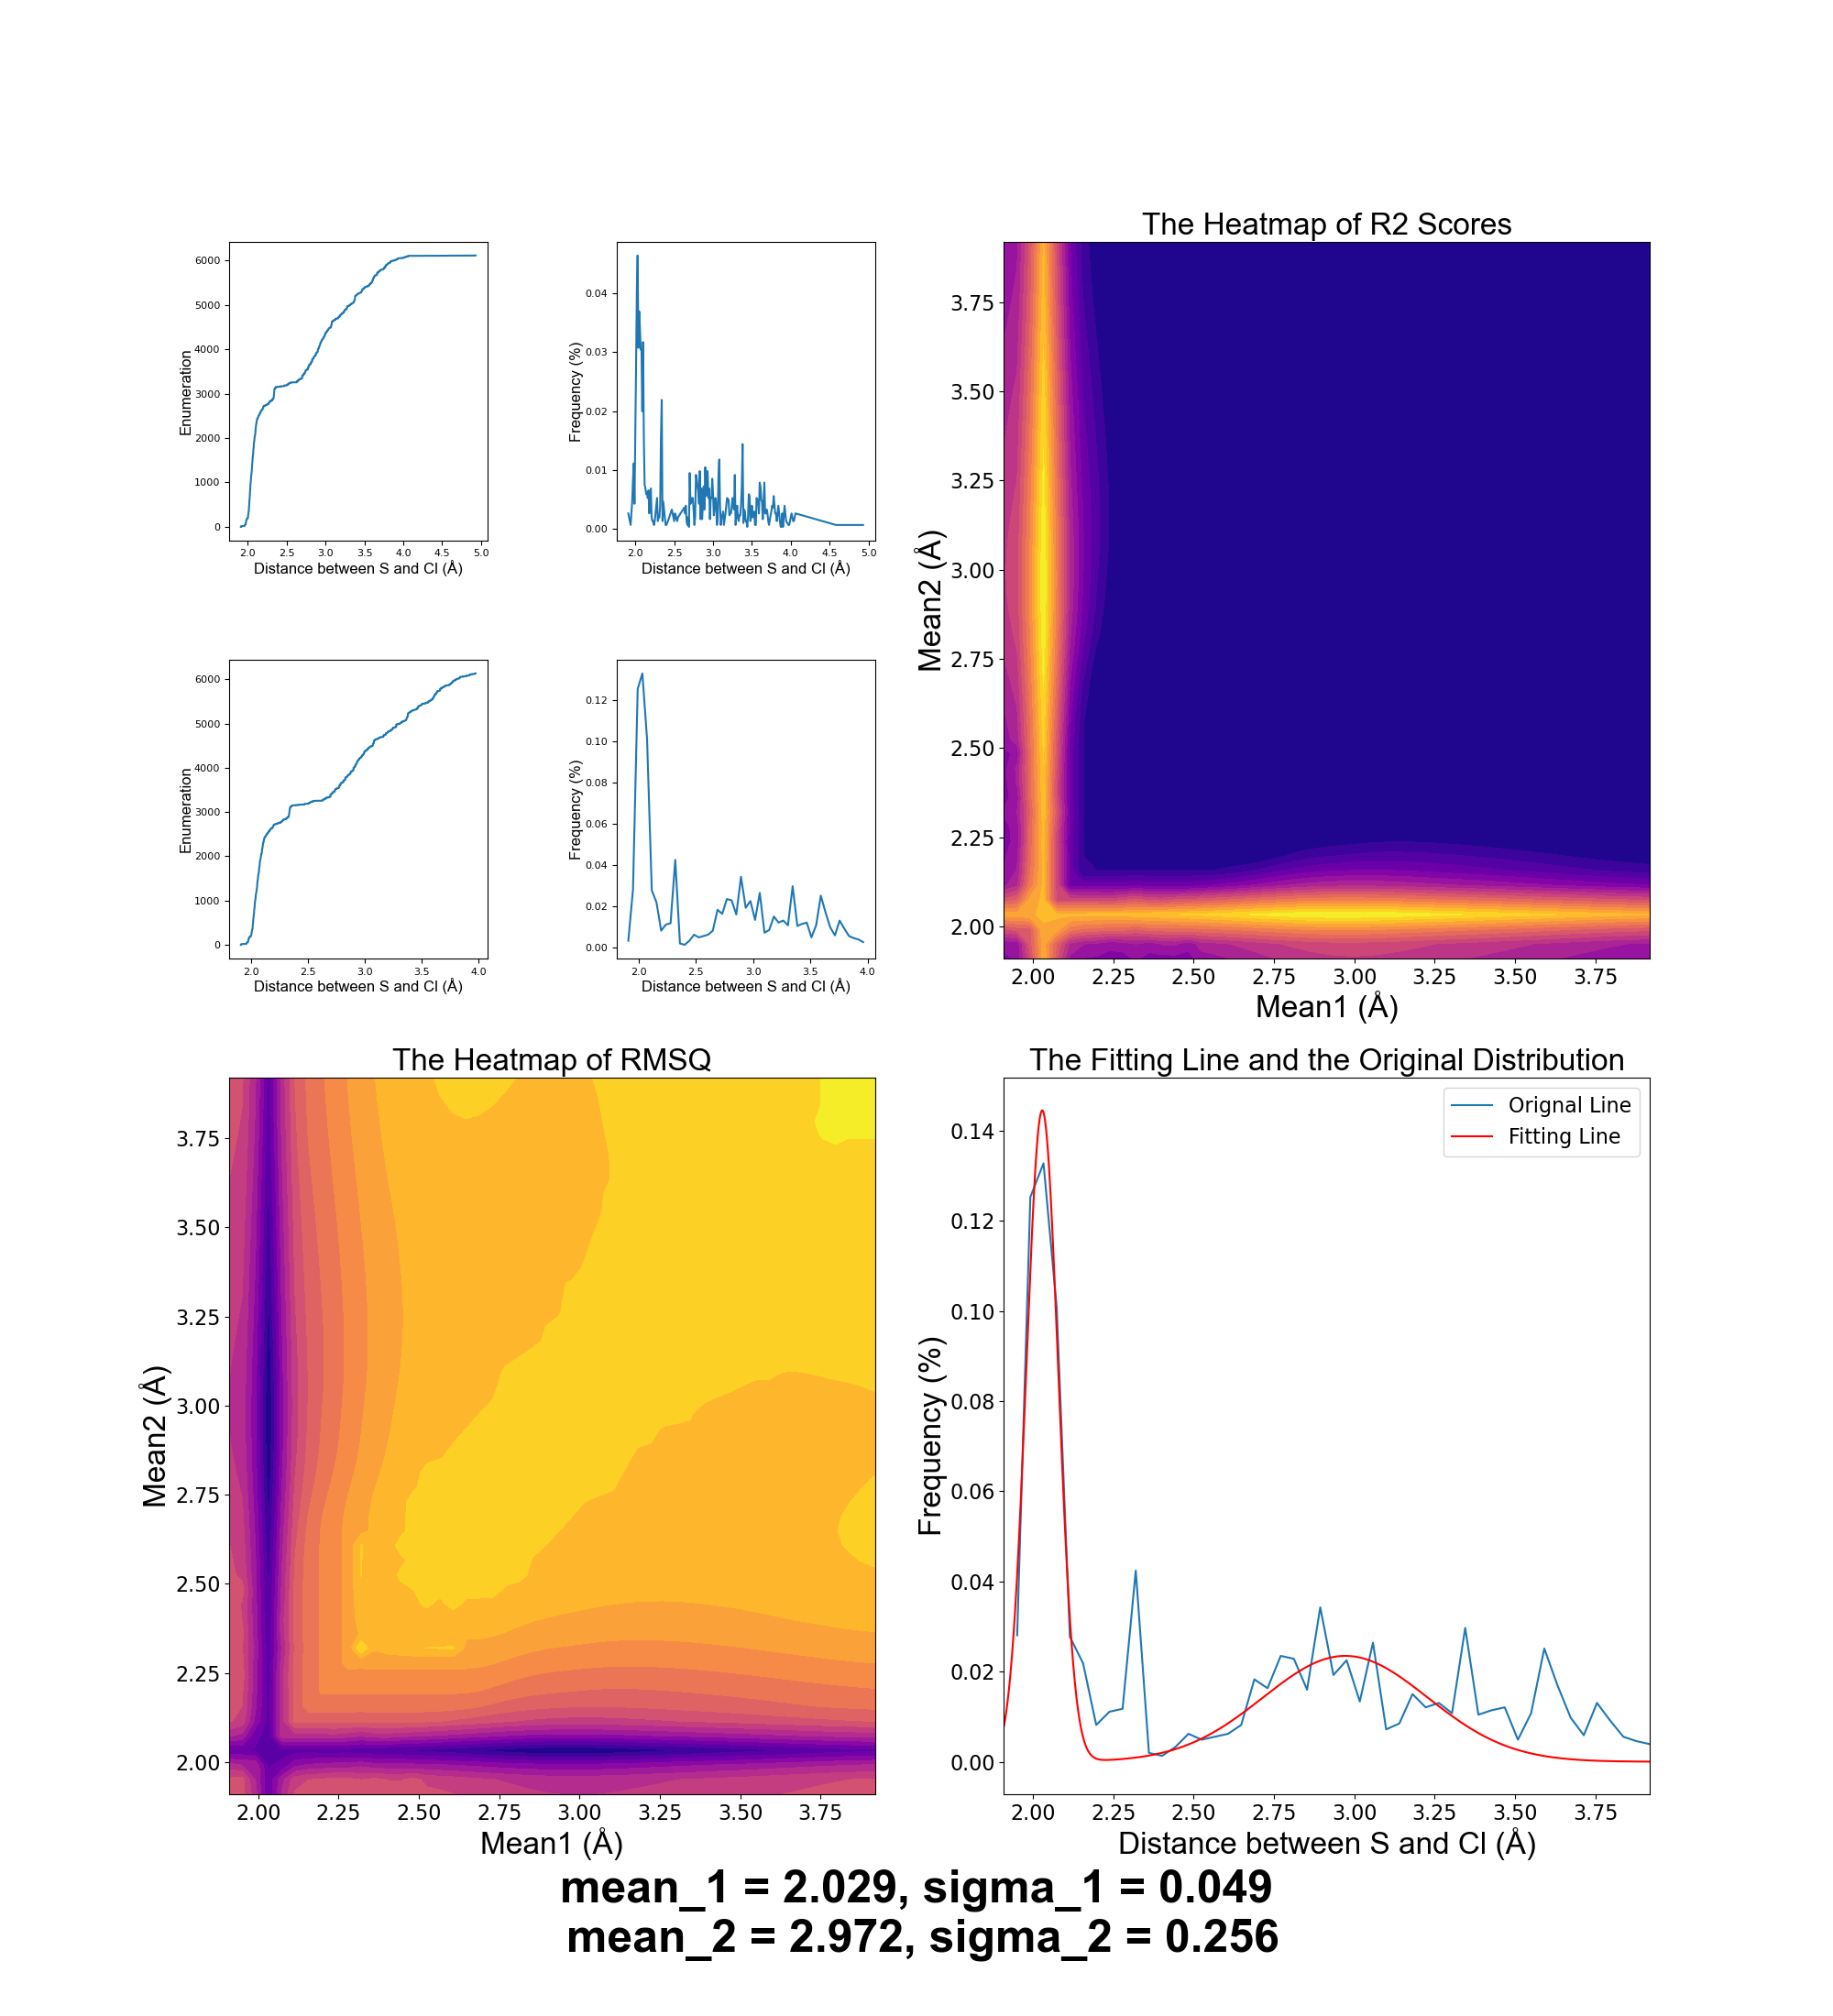 The Heatmap of R2 Scores
6000
5000
4000
3000
2000
1000
0
Enumeration
2.0 2.5 3.0 3.5 4.0 4.5 5.0
Distance between S and Cl (Å)
0.04
0.03
0.02
0.01
0.00
Frequency (%)
2.0 2.5 3.0 3.5 4.0 4.5 5.0
Distance between S and Cl (Å)
3.75
3.50
3.25
3.00
2.75
2.50
2.25
2.00
Mean2 (Å)
2.00 2.25 2.50 2.75 3.00 3.25 3.50 3.75
Mean1 (Å)
6000
5000
4000
3000
2000
1000
0
Enumeration
2.0 2.5 3.0 3.5 4.0
Distance between S and Cl (Å)
0.12
0.10
0.08
0.06
0.04
0.02
0.00
Frequency (%)
2.0 2.5 3.0 3.5 4.0
Distance between S and Cl (Å)
The Heatmap of RMSQ
3.75
3.50
3.25
3.00
2.75
2.50
2.25
2.00
Mean2 (Å)
2.00 2.25 2.50 2.75 3.00 3.25 3.50 3.75
Mean1 (Å)
The Fitting Line and the Original Distribution
Orignal Line
Fitting Line
0.14
0.12
0.10
0.08
0.06
0.04
0.02
0.00
Frequency (%)
2.00 2.25 2.50 2.75 3.00 3.25 3.50 3.75
Distance between S and Cl (Å)
mean_1 = 2.029, sigma_1 = 0.049
mean_2 = 2.972, sigma_2 = 0.256